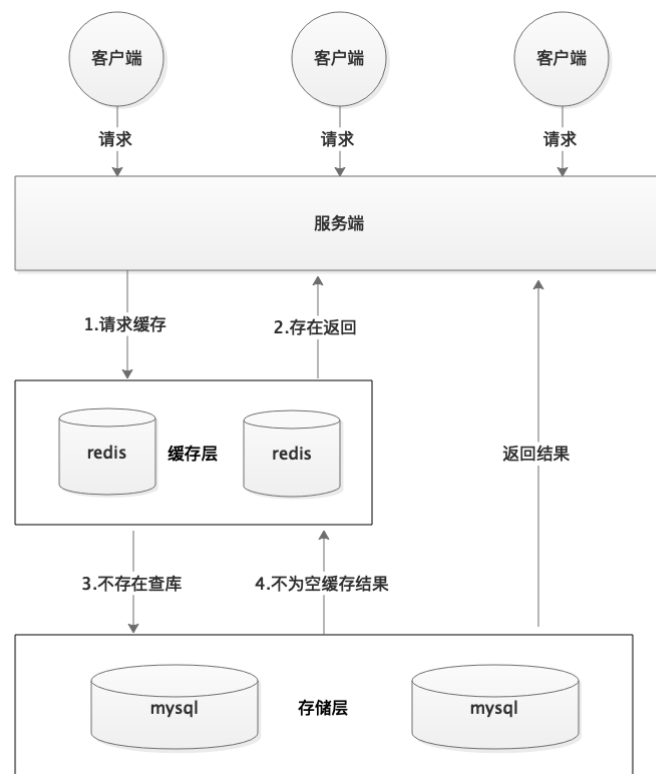 客户端
客户端
客户端
请求
请求
请求
服务端
1.请求缓存
2.存在返回
redis
缓存层
redis
返回结果
3.不存在查库
4.不为空缓存结果
mysql
存储层
mysql